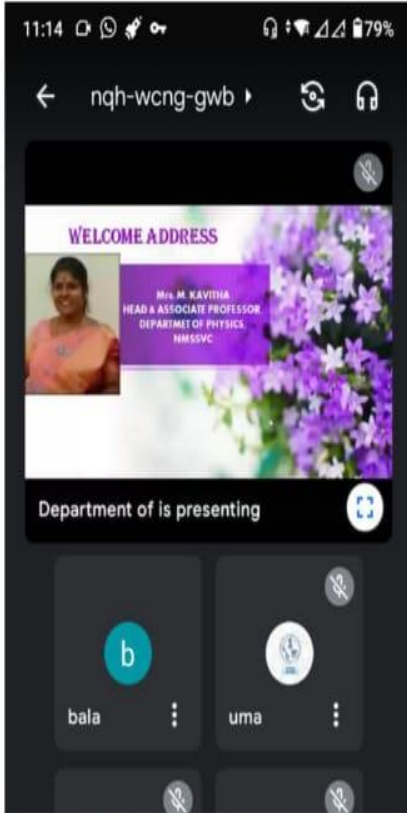 11:14 79%
nqh-wcng-gwb
WELCOME ADDRESS
Mrs. M. KAVITHA
HEAD & ASSOCIATE PROFESSOR
DEPARTMET OF PHYSICS,
NMSSVC
Department of is presenting
b
bala
uma